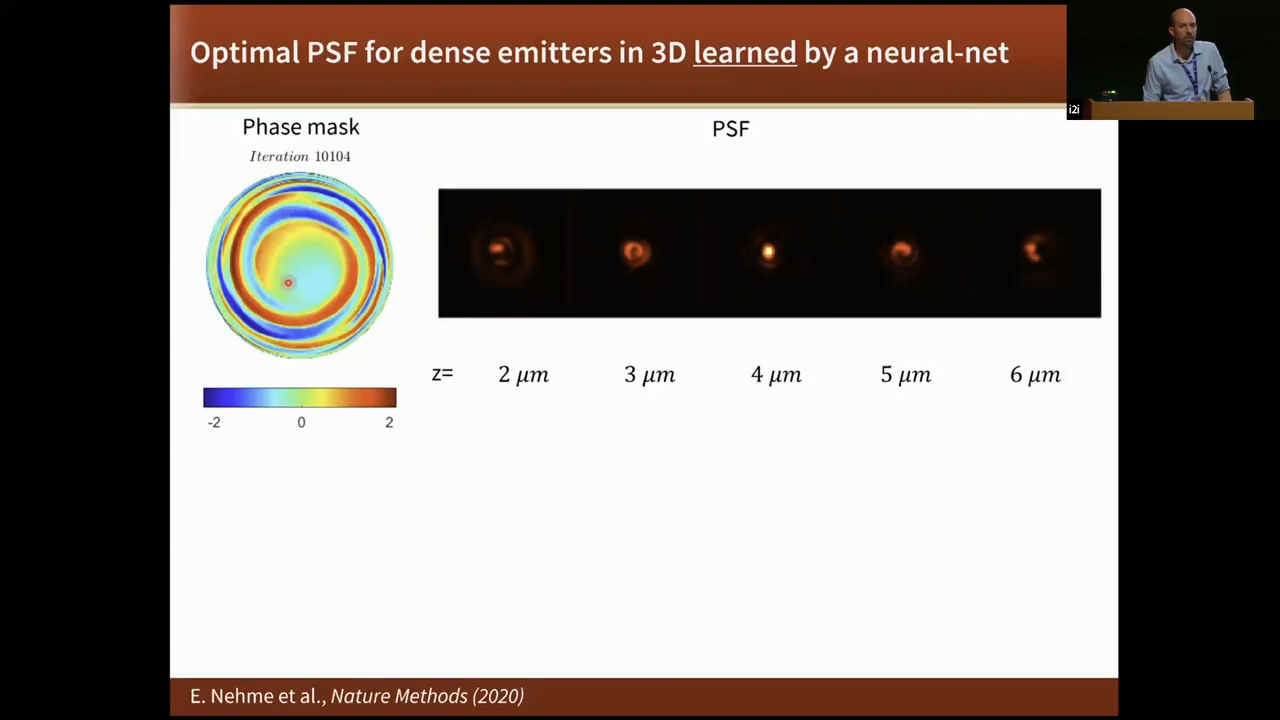 Optimal PSF for dense emitters in 3D learned by a neural-net
i2i
Phase mask
PSF
Iteration 10104
z= 2 μm 3 μm 4 μm 5 μm 6 μm
-2 0 2
E. Nehme et al., Nature Methods (2020)